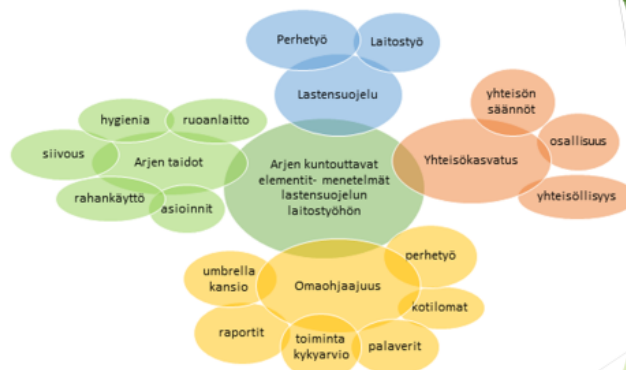 Perhetyö
Laitostyö
Lastensuojelu
hygienia
ruoanlaitto
siivous
Arjen taidot
rahankäyttö
asioinnit
Arjen kuntouttavat
elementit- menetelmät
lastensuojelun
laitostyöhön
yhteisön
säännöt
Yhteisökasvatus
osallisuus
yhteisöllisyys
perhetyö
umbrella
kansio
Omaohjaajuus
kotilomat
raportit
toiminta
kykyarvio
palaverit